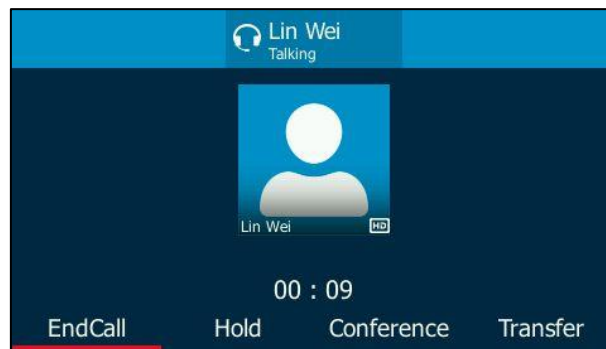 Lin Wei
Talking
Lin Wei HD
00 : 09
EndCall Hold Conference Transfer